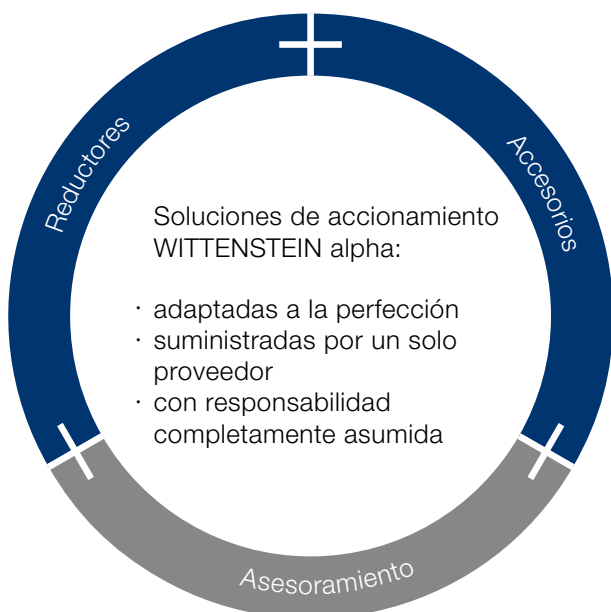 Reductores
Accesorios
Soluciones de accionamiento
WITTENSTEIN alpha:
· adaptadas a la perfección
· suministradas por un solo
proveedor
· con responsabilidad
completamente asumida
Asesoramiento